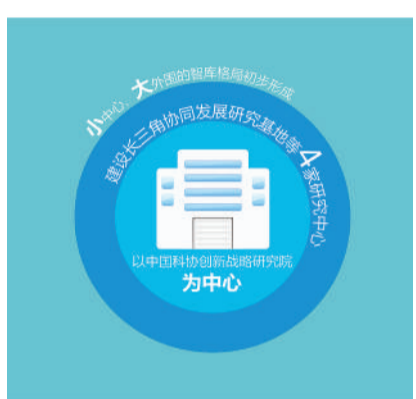 小中心、大外围的智库格局初步形成
建设长三角协同发展研究基地等4家研究中心
以中国科协创新战略研究院
为中心